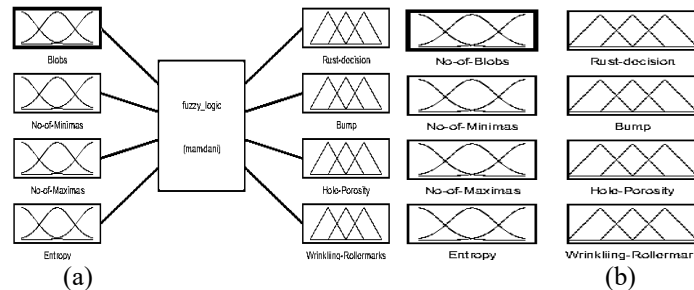 Blobs
No-of-Minimas
No-of-Maximas
Entropy
fuzzy_logic
(mamdani)
Rust-decision
Bump
Hole-Porosity
Wrinkling-Rollermarks
(a)
No-of-Blobs
No-of-Minimas
No-of-Maximas
Entropy
Rust-decision
Bump
Hole-Porosity
Wrinkling-Rollermar
(b)